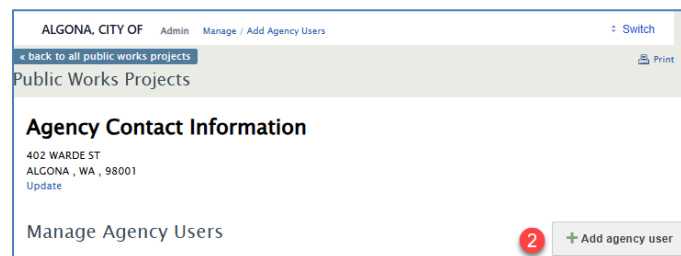 ALGONA, CITY OF Admin Manage / Add Agency Users Switch
« back to all public works projects Print
Public Works Projects
Agency Contact Information
402 WARDE ST
ALGONA , WA , 98001
Update
Manage Agency Users 2 + Add agency user